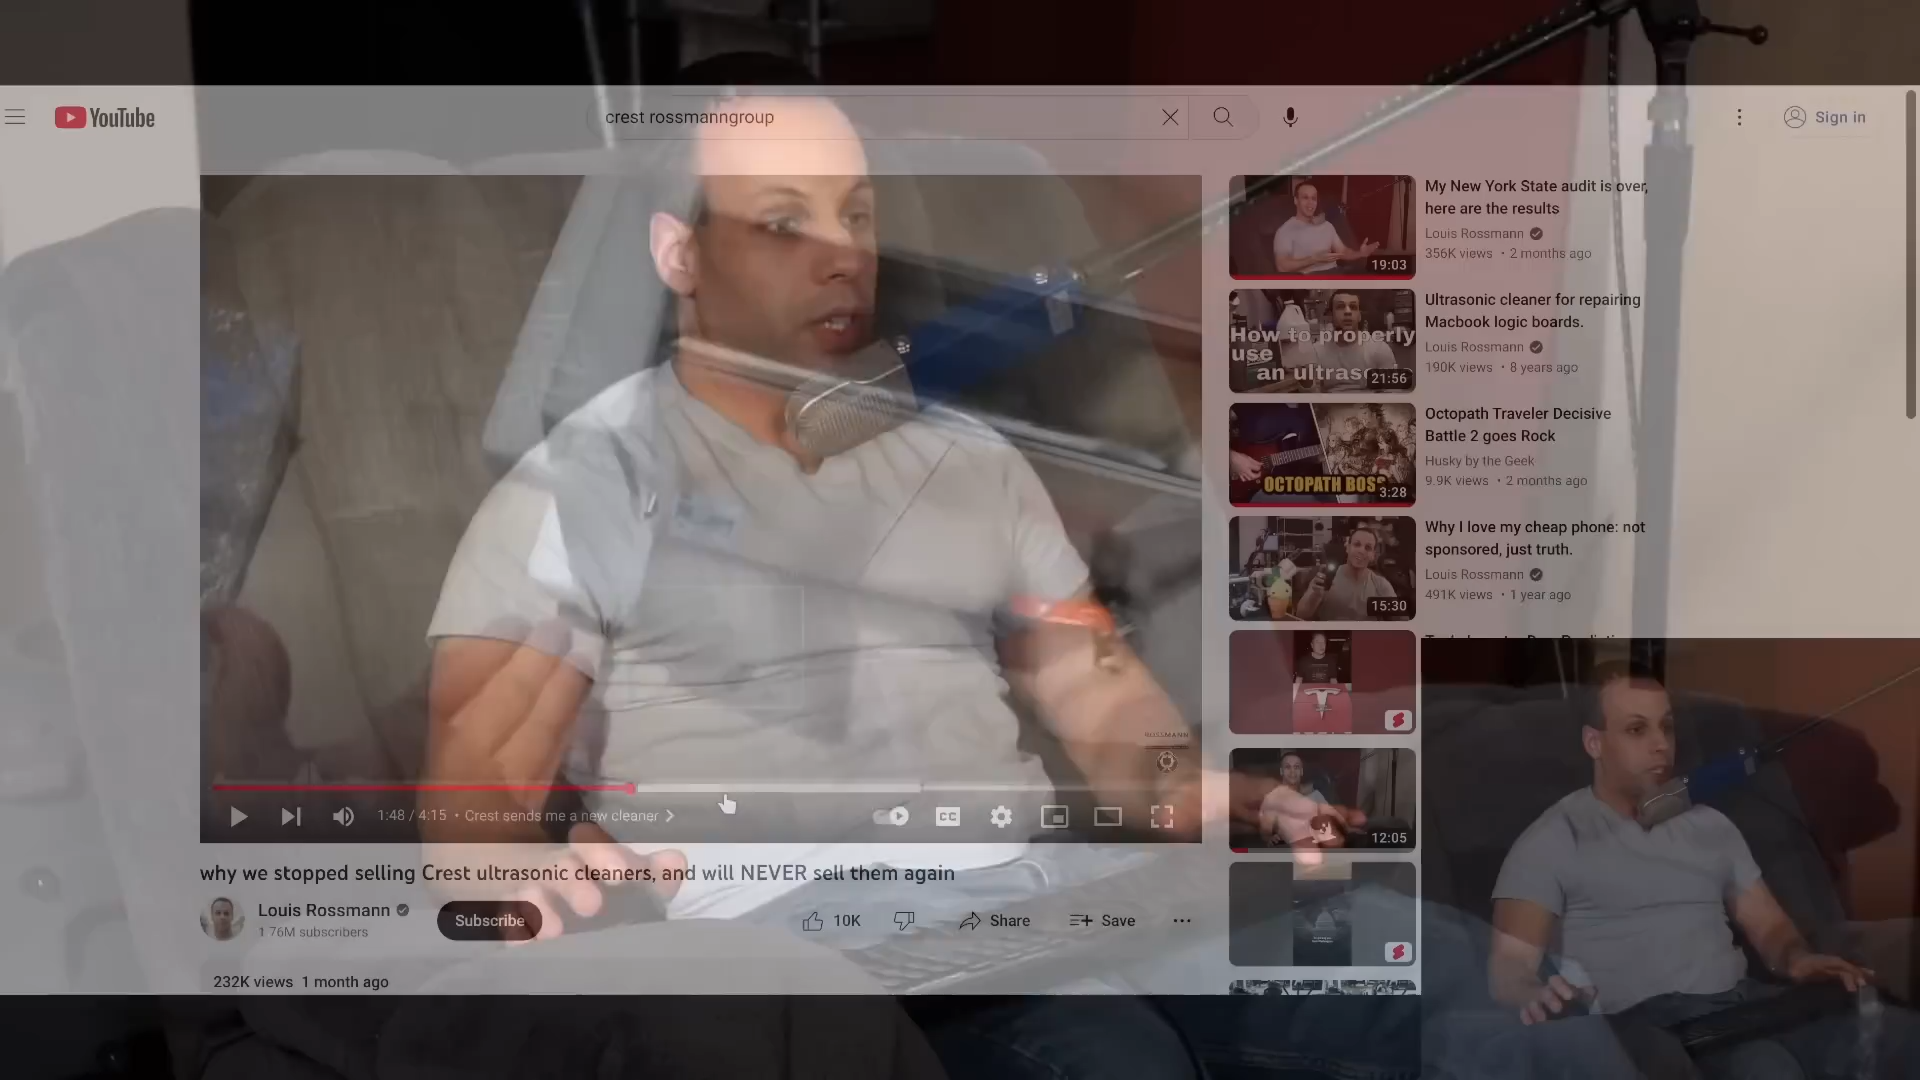 YouTube
crest rossmanngroup
Sign in
My New York State audit is over,
here are the results
Louis Rossmann
356K views • 2 months ago
19:03
Ultrasonic cleaner for repairing
Macbook logic boards.
Louis Rossmann
190K views • 8 years ago
How to properly
use
an ultrasonic
21:56
Octopath Traveler Decisive
Battle 2 goes Rock
Husky by the Geek
9.9K views • 2 months ago
OCTOPATH BOSS
3:28
Why I love my cheap phone: not
sponsored, just truth.
Louis Rossmann
491K views • 1 year ago
15:30
12:05
ROSSMANN
1:48 / 4:15 • Crest sends me a new cleaner
CC
why we stopped selling Crest ultrasonic cleaners, and will NEVER sell them again
Louis Rossmann
1.76M subscribers
Subscribe
10K
Share
Save
232K views 1 month ago